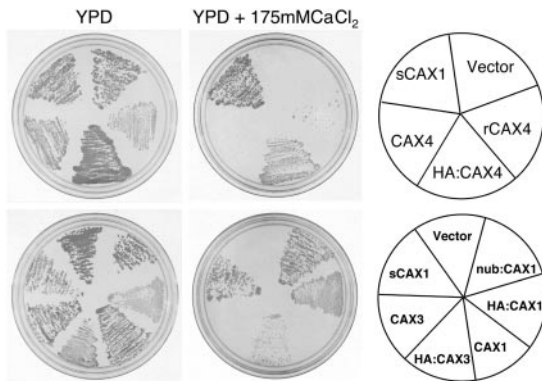 YPD YPD + 175mMCaCl₂
sCAX1 Vector
CAX4 rCAX4
HA:CAX4
Vector
sCAX1 nub:CAX1
CAX3 HA:CAX1
HA:CAX3 CAX1